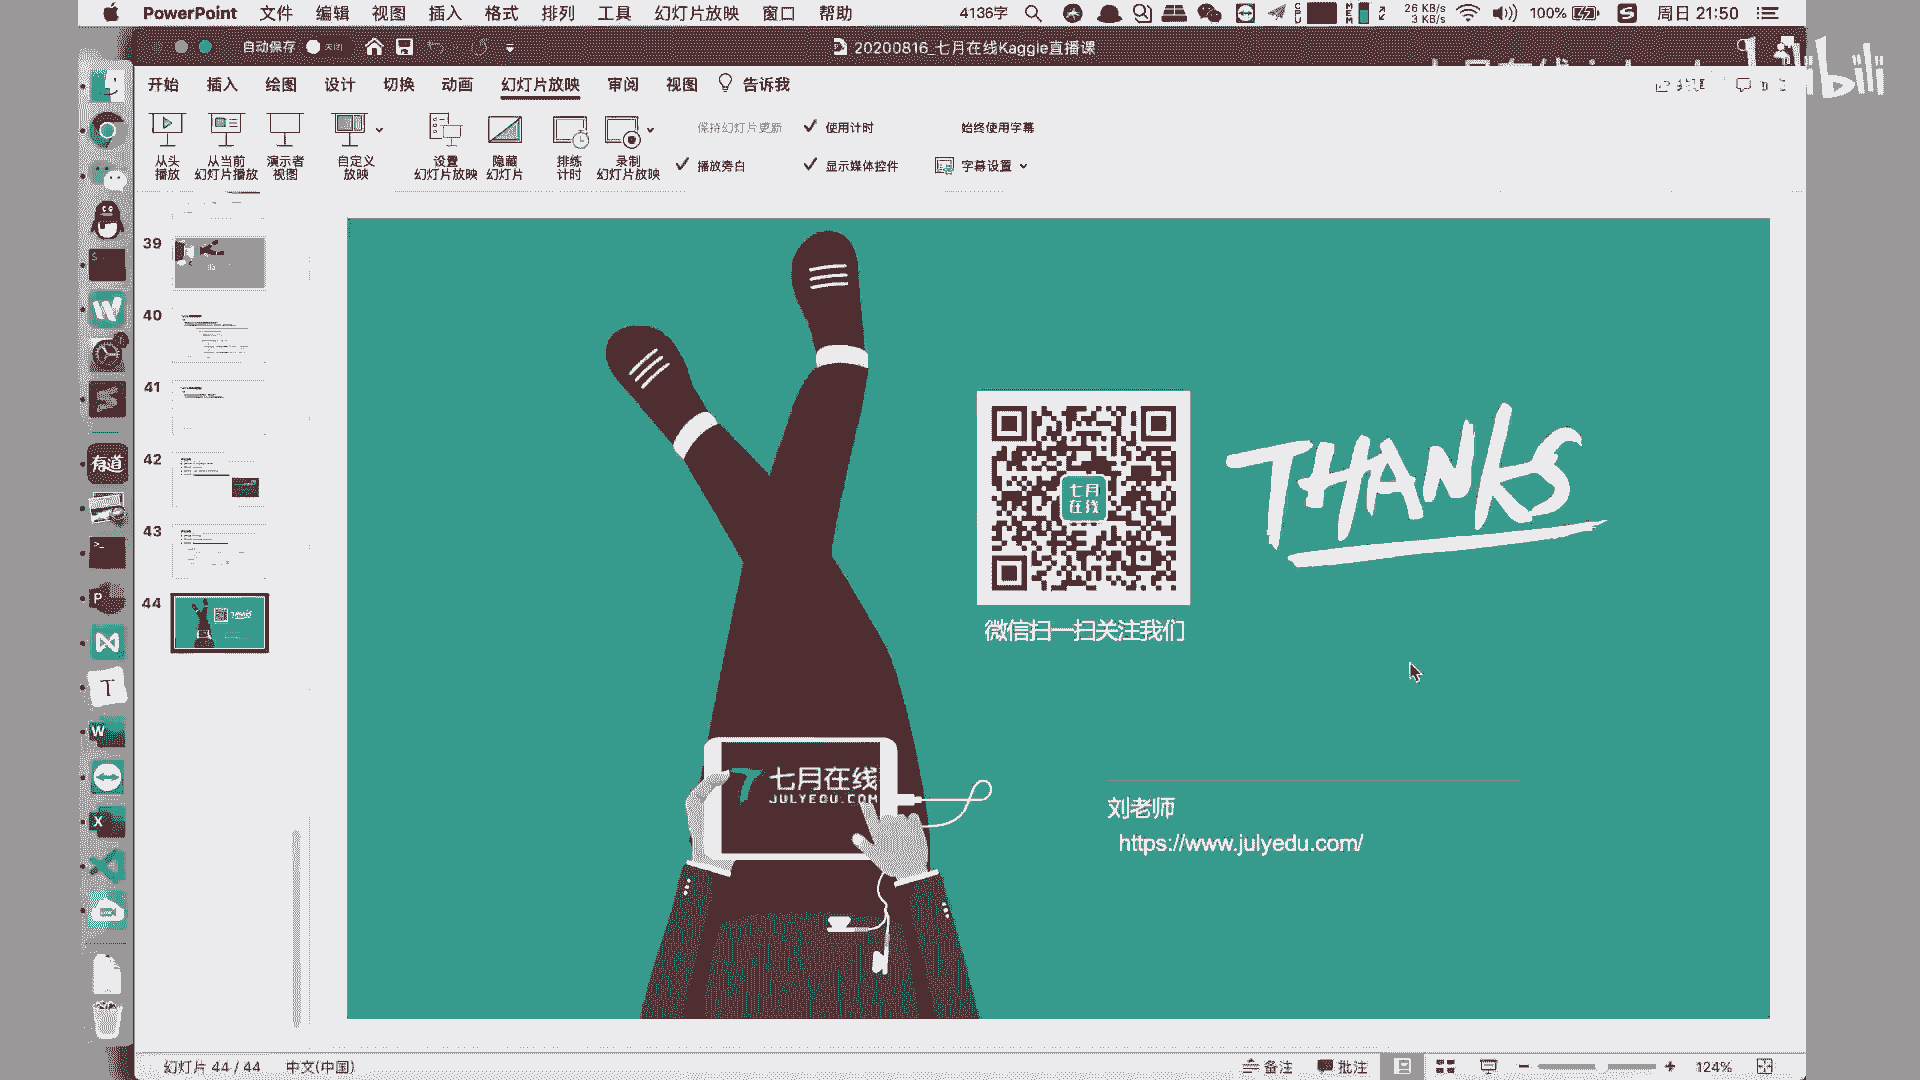 PowerPoint 文件 编辑 视图 插入 格式 排列 工具 幻灯片放映 窗口 帮助 4136字 26 KB/s 3 KB/s 100% 周日 21:50
自动保存 关闭 20200816_七月在线Kaggle直播课
bilibili
开始 插入 绘图 设计 切换 动画 幻灯片放映 审阅 视图 告诉我
从头播放
从当前幻灯片放映
演示者视图
自定义放映
设置幻灯片放映
隐藏幻灯片
排练计时
录制幻灯片放映
保持幻灯片更新 使用计时 始终使用字幕
播放旁白 显示媒体控件 字幕设置
39
40
41
42
43
44
有道
七月
在线
THANKS
微信扫一扫关注我们
七月在线
JULYEDU.COM
刘老师
https://www.julyedu.com/
幻灯片 44 / 44 中文(中国) 备注 批注 124%